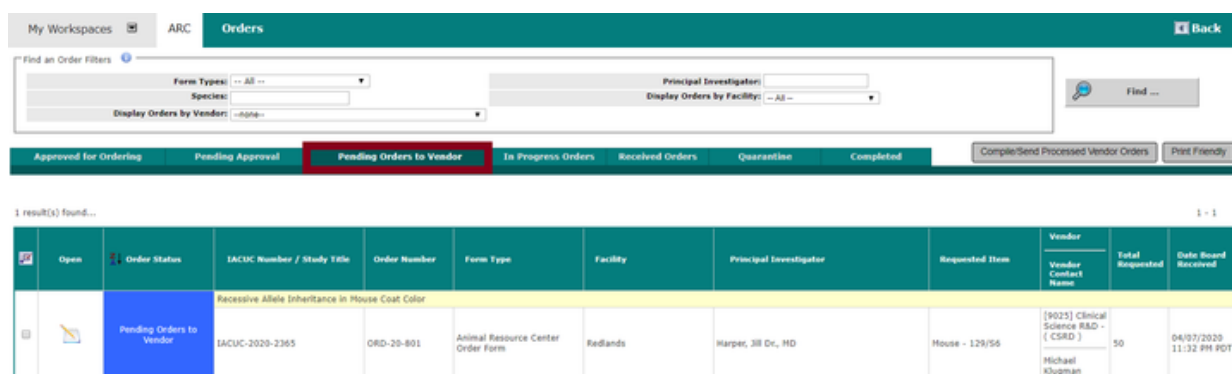 My Workspaces ARC Orders Back
Find an Order Filters
Form Types: -- All -- Principal Investigator:
Species: Display Orders by Facility: -- All --
Display Orders by Vendor: --none--
Find ...
Approved for Ordering Pending Approval Pending Orders to Vendor In Progress Orders Received Orders Quarantine Completed Compile/Send Processed Vendor Orders Print Friendly
1 result(s) found... 1 - 1
Open Order Status IACUC Number / Study Title Order Number Form Type Facility Principal Investigator Requested Item
Vendor
Vendor Contact Name
Total Requested
Date Board Received
Recessive Allele Inheritance in Mouse Coat Color
Pending Orders to Vendor
IACUC-2020-2365 ORD-20-801
Animal Resource Center
Order Form
Redlands Harper, Jill Dr., MD Mouse - 129/S6
[9025] Clinical
Science R&D -
( CSRD )
Michael
Klugman
50
04/07/2020
11:32 PM PDT